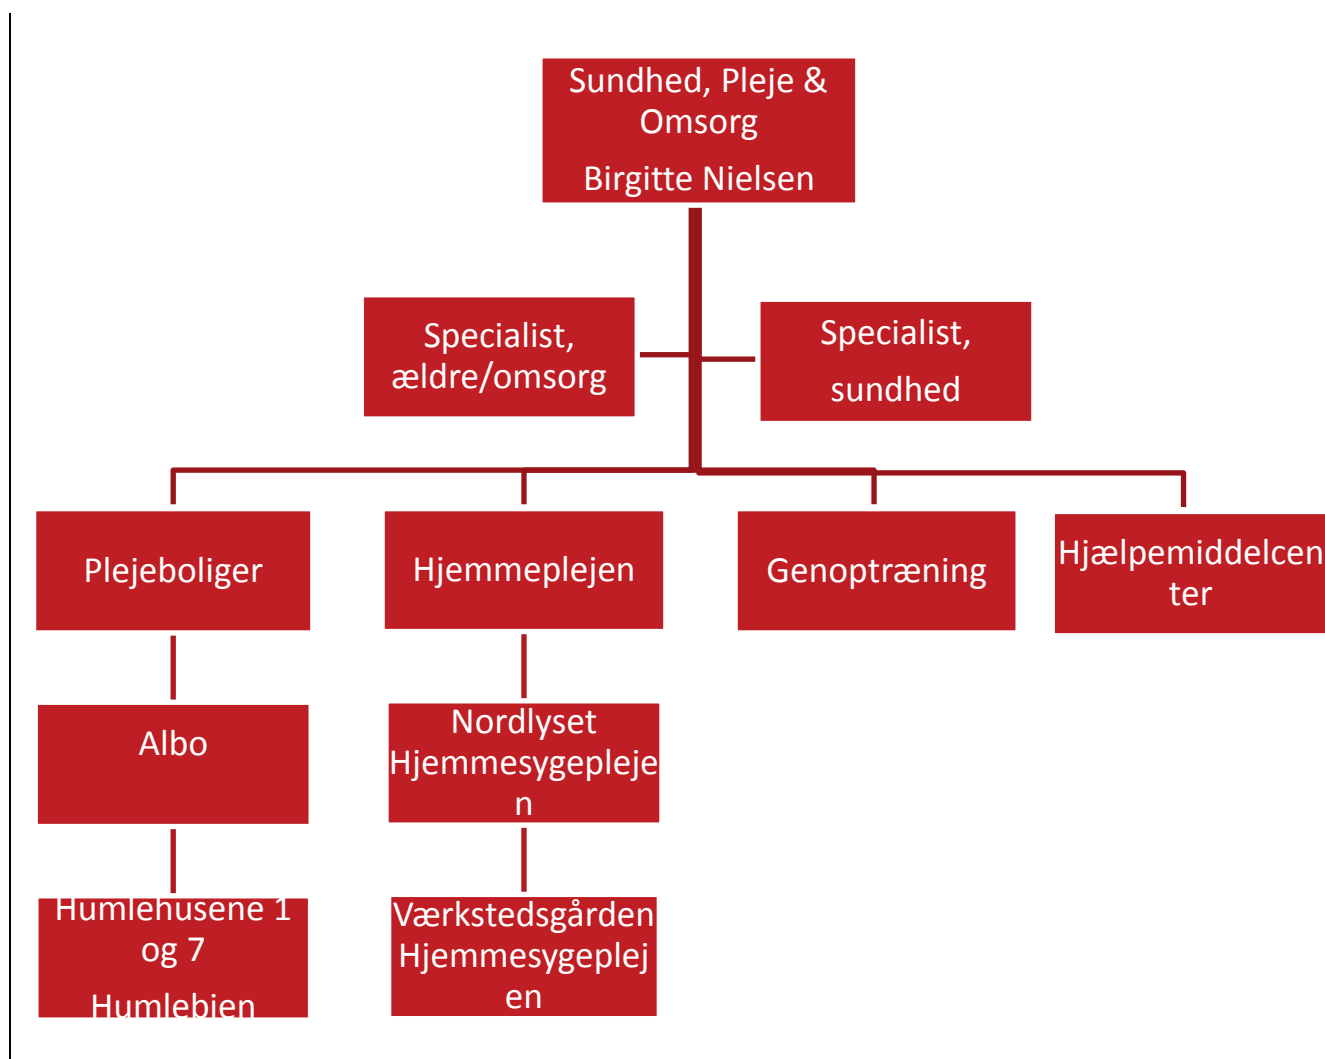 Sundhed, Pleje &
Omsorg
Birgitte Nielsen
Specialist,
ældre/omsorg
Specialist,
sundhed
Plejeboliger
Hjemmeplejen
Genoptræning
Hjælpemiddelcen
ter
Albo
Nordlyset
Hjemmesygepleje
n
Humlehusene 1
og 7
Humlebien
Værkstedsgården
Hjemmesygeplej
en